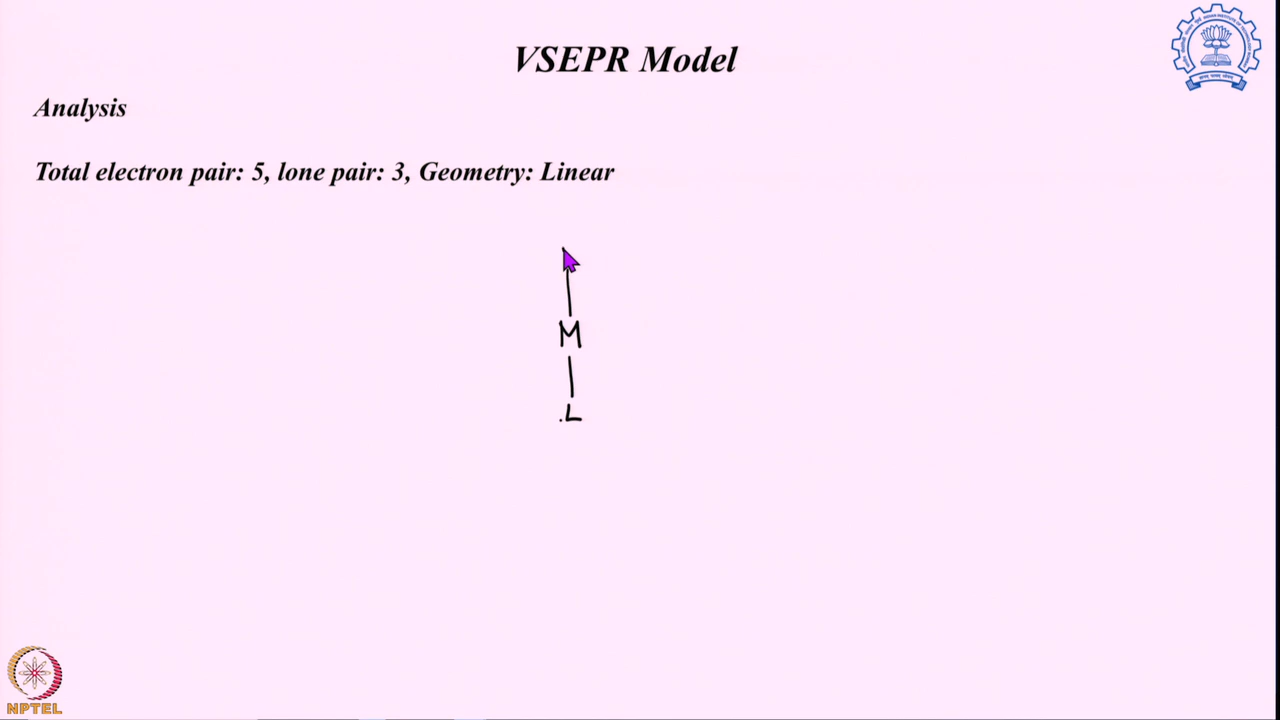 VSEPR Model
Analysis
Total electron pair: 5, lone pair: 3, Geometry: Linear
M
L
NPTEL